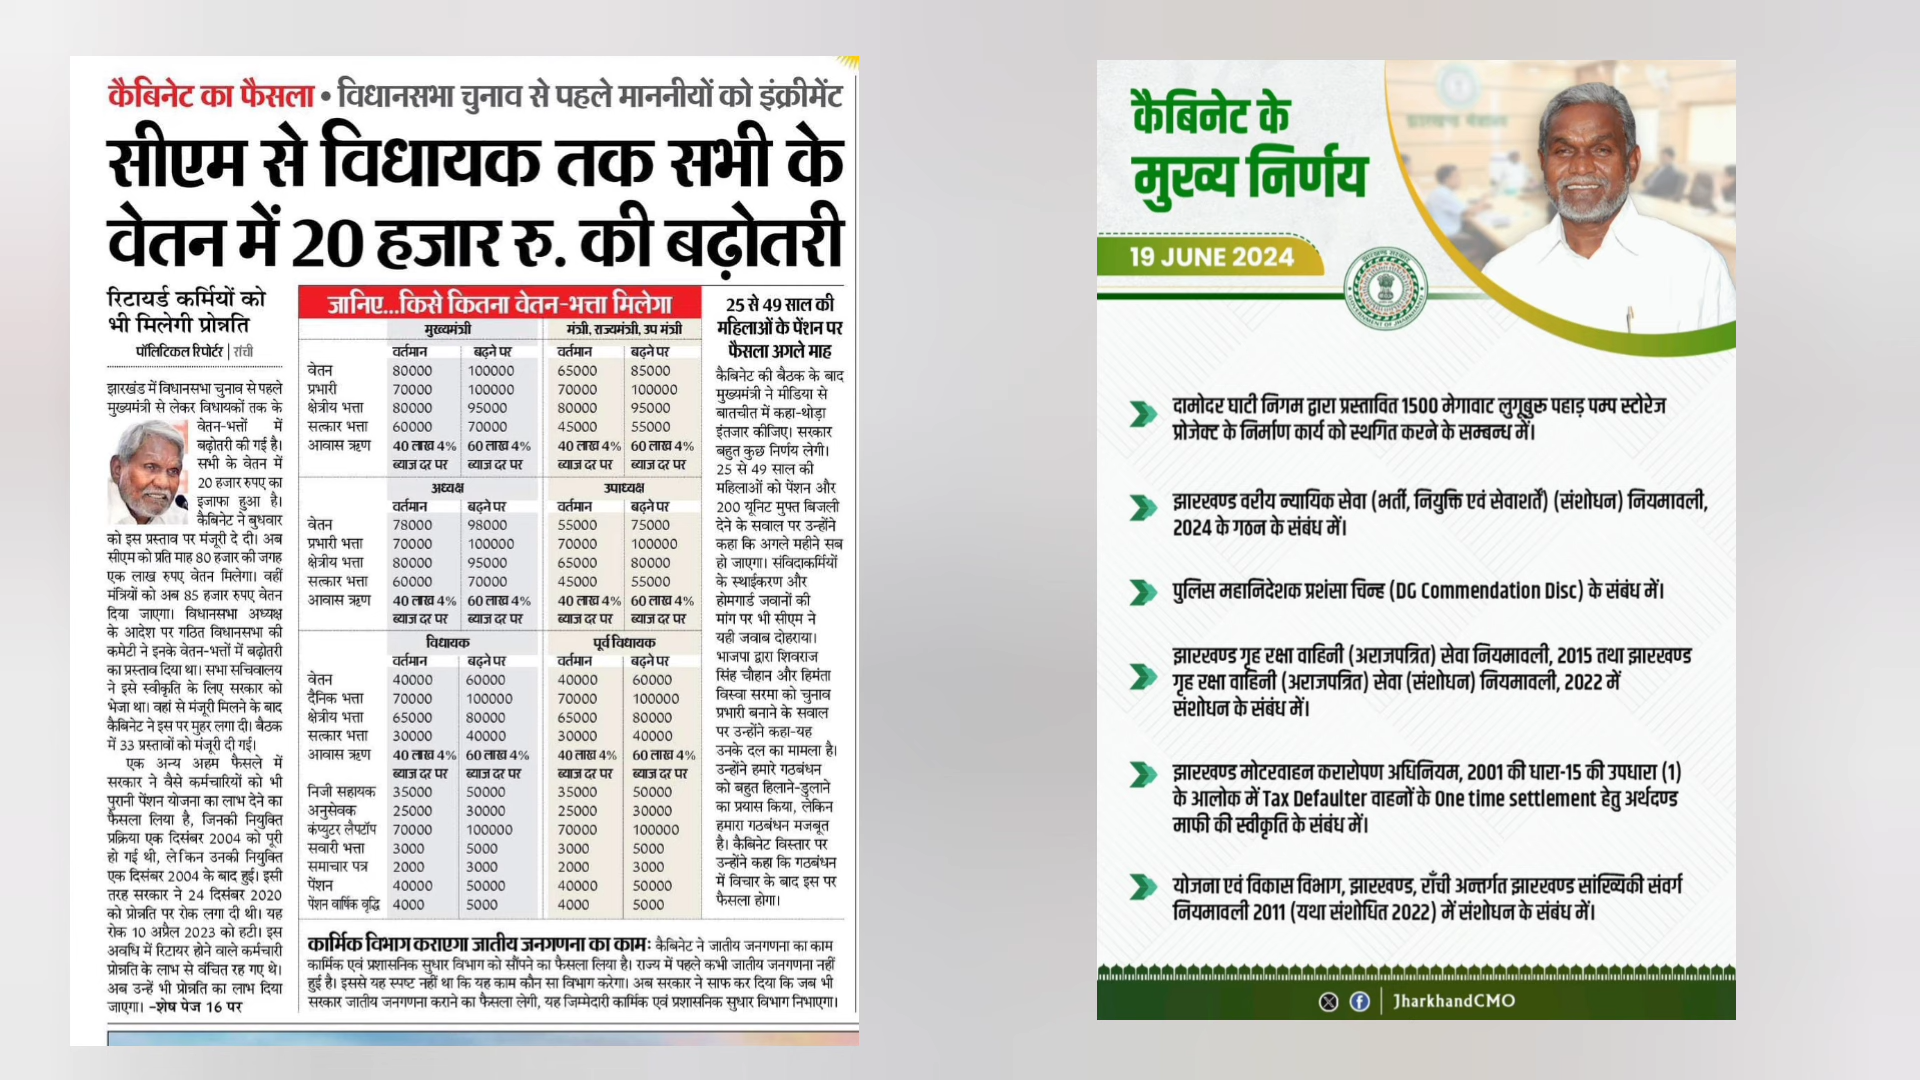 कैबिनेट का फैसला • विधानसभा चुनाव से पहले माननीयों को इंक्रीमेंट
सीएम से विधायक तक सभी के
वेतन में 20 हजार रु. की बढ़ोतरी
रिटायर्ड कर्मियों को
भी मिलेगी प्रोन्नति
पॉलिटिकल रिपोर्टर | रांची
झारखंड में विधानसभा चुनाव से पहले
मुख्यमंत्री से लेकर विधायकों तक के
वेतन-भत्तों में
बढ़ोतरी की गई है।
सभी के वेतन में
20 हजार रुपए का
इजाफा हुआ है।
कैबिनेट ने बुधवार
को इस प्रस्ताव पर मंजूरी दे दी। अब
सीएम को प्रति माह 80 हजार की जगह
एक लाख रुपए वेतन मिलेगा। वहीं
मंत्रियों को अब 85 हजार रुपए वेतन
दिया जाएगा। विधानसभा अध्यक्ष
के आदेश पर गठित विधानसभा की
कमेटी ने इनके वेतन-भत्तों में बढ़ोतरी
का प्रस्ताव दिया था। सभा सचिवालय
ने इसे स्वीकृति के लिए सरकार को
भेजा था। वहां से मंजूरी मिलने के बाद
कैबिनेट ने इस पर मुहर लगा दी। बैठक
में 33 प्रस्तावों को मंजूरी दी गई।
एक अन्य अहम फैसले में
सरकार ने वैसे कर्मचारियों को भी
पुरानी पेंशन योजना का लाभ देने का
फैसला लिया है, जिनकी नियुक्ति
प्रक्रिया एक दिसंबर 2004 को पूरी
हो गई थी, लेकिन उनकी नियुक्ति
एक दिसंबर 2004 के बाद हुई। इसी
तरह सरकार ने 24 दिसंबर 2020
को प्रोन्नति पर रोक लगा दी थी। यह
रोक 10 अप्रैल 2023 को हटी। इस
अवधि में रिटायर होने वाले कर्मचारी
प्रोन्नति के लाभ से वंचित रह गए थे।
अब उन्हें भी प्रोन्नति का लाभ दिया
जाएगा। -शेष पेज 16 पर
जानिए...किसे कितना वेतन-भत्ता मिलेगा
मुख्यमंत्री मंत्री, राज्यमंत्री, उप मंत्री
वर्तमान बढ़ने पर वर्तमान बढ़ने पर
वेतन 80000 100000 65000 85000
प्रभारी 70000 100000 70000 100000
क्षेत्रीय भत्ता 80000 95000 80000 95000
सत्कार भत्ता 60000 70000 45000 55000
आवास ऋण 40 लाख 4% 60 लाख 4% 40 लाख 4% 60 लाख 4%
ब्याज दर पर ब्याज दर पर ब्याज दर पर ब्याज दर पर
अध्यक्ष उपाध्यक्ष
वर्तमान बढ़ने पर वर्तमान बढ़ने पर
वेतन 78000 98000 55000 75000
प्रभारी भत्ता 70000 100000 70000 100000
क्षेत्रीय भत्ता 80000 95000 65000 80000
सत्कार भत्ता 60000 70000 45000 55000
आवास ऋण 40 लाख 4% 60 लाख 4% 40 लाख 4% 60 लाख 4%
ब्याज दर पर ब्याज दर पर ब्याज दर पर ब्याज दर पर
विधायक पूर्व विधायक
वर्तमान बढ़ने पर वर्तमान बढ़ने पर
वेतन 40000 60000 40000 60000
दैनिक भत्ता 70000 100000 70000 100000
क्षेत्रीय भत्ता 65000 80000 65000 80000
सत्कार भत्ता 30000 40000 30000 40000
आवास ऋण 40 लाख 4% 60 लाख 4% 40 लाख 4% 60 लाख 4%
ब्याज दर पर ब्याज दर पर ब्याज दर पर ब्याज दर पर
निजी सहायक 35000 50000 35000 50000
अनुसेवक 25000 30000 25000 30000
कंप्यूटर लैपटॉप 70000 100000 70000 100000
सवारी भत्ता 3000 5000 3000 5000
समाचार पत्र 2000 3000 2000 3000
पेंशन 40000 50000 40000 50000
पेंशन वार्षिक वृद्धि 4000 5000 4000 5000
25 से 49 साल की
महिलाओं के पेंशन पर
फैसला अगले माह
कैबिनेट की बैठक के बाद
मुख्यमंत्री ने मीडिया से
बातचीत में कहा-थोड़ा
इंतजार कीजिए। सरकार
बहुत कुछ निर्णय लेगी।
25 से 49 साल की
महिलाओं को पेंशन और
200 यूनिट मुफ्त बिजली
देने के सवाल पर उन्होंने
कहा कि अगले महीने सब
हो जाएगा। संविदाकर्मियों
के स्थाईकरण और
होमगार्ड जवानों की
मांग पर भी सीएम ने
यही जवाब दोहराया।
भाजपा द्वारा शिवराज
सिंह चौहान और हिमंता
विस्वा सरमा को चुनाव
प्रभारी बनाने के सवाल
पर उन्होंने कहा-यह
उनके दल का मामला है।
उन्होंने हमारे गठबंधन
को बहुत हिलाने-डुलाने
का प्रयास किया, लेकिन
हमारा गठबंधन मजबूत
है। कैबिनेट विस्तार पर
उन्होंने कहा कि गठबंधन
में विचार के बाद इस पर
फैसला होगा।
कार्मिक विभाग कराएगा जातीय जनगणना का काम: कैबिनेट ने जातीय जनगणना का काम
कार्मिक एवं प्रशासनिक सुधार विभाग को सौंपने का फैसला लिया है। राज्य में पहले कभी जातीय जनगणना नहीं
हुई है। इससे यह स्पष्ट नहीं था कि यह काम कौन सा विभाग करेगा। अब सरकार ने साफ कर दिया कि जब भी
सरकार जातीय जनगणना कराने का फैसला लेगी, यह जिम्मेदारी कार्मिक एवं प्रशासनिक सुधार विभाग निभाएगा।
कैबिनेट के
मुख्य निर्णय
19 JUNE 2024
दामोदर घाटी निगम द्वारा प्रस्तावित 1500 मेगावाट लुगूबुरू पहाड़ पम्प स्टोरेज
प्रोजेक्ट के निर्माण कार्य को स्थगित करने के सम्बन्ध में।
झारखण्ड वरीय न्यायिक सेवा (भर्ती, नियुक्ति एवं सेवाशर्तें) (संशोधन) नियमावली,
2024 के गठन के संबंध में।
पुलिस महानिदेशक प्रशंसा चिन्ह (DG Commendation Disc) के संबंध में।
झारखण्ड गृह रक्षा वाहिनी (अराजपत्रित) सेवा नियमावली, 2015 तथा झारखण्ड
गृह रक्षा वाहिनी (अराजपत्रित) सेवा (संशोधन) नियमावली, 2022 में
संशोधन के संबंध में।
झारखण्ड मोटरवाहन करारोपण अधिनियम, 2001 की धारा-15 की उपधारा (1)
के आलोक में Tax Defaulter वाहनों के One time settlement हेतु अर्थदण्ड
माफी की स्वीकृति के संबंध में।
योजना एवं विकास विभाग, झारखण्ड, राँची अन्तर्गत झारखण्ड सांख्यिकी संवर्ग
नियमावली 2011 (यथा संशोधित 2022) में संशोधन के संबंध में।
JharkhandCMO